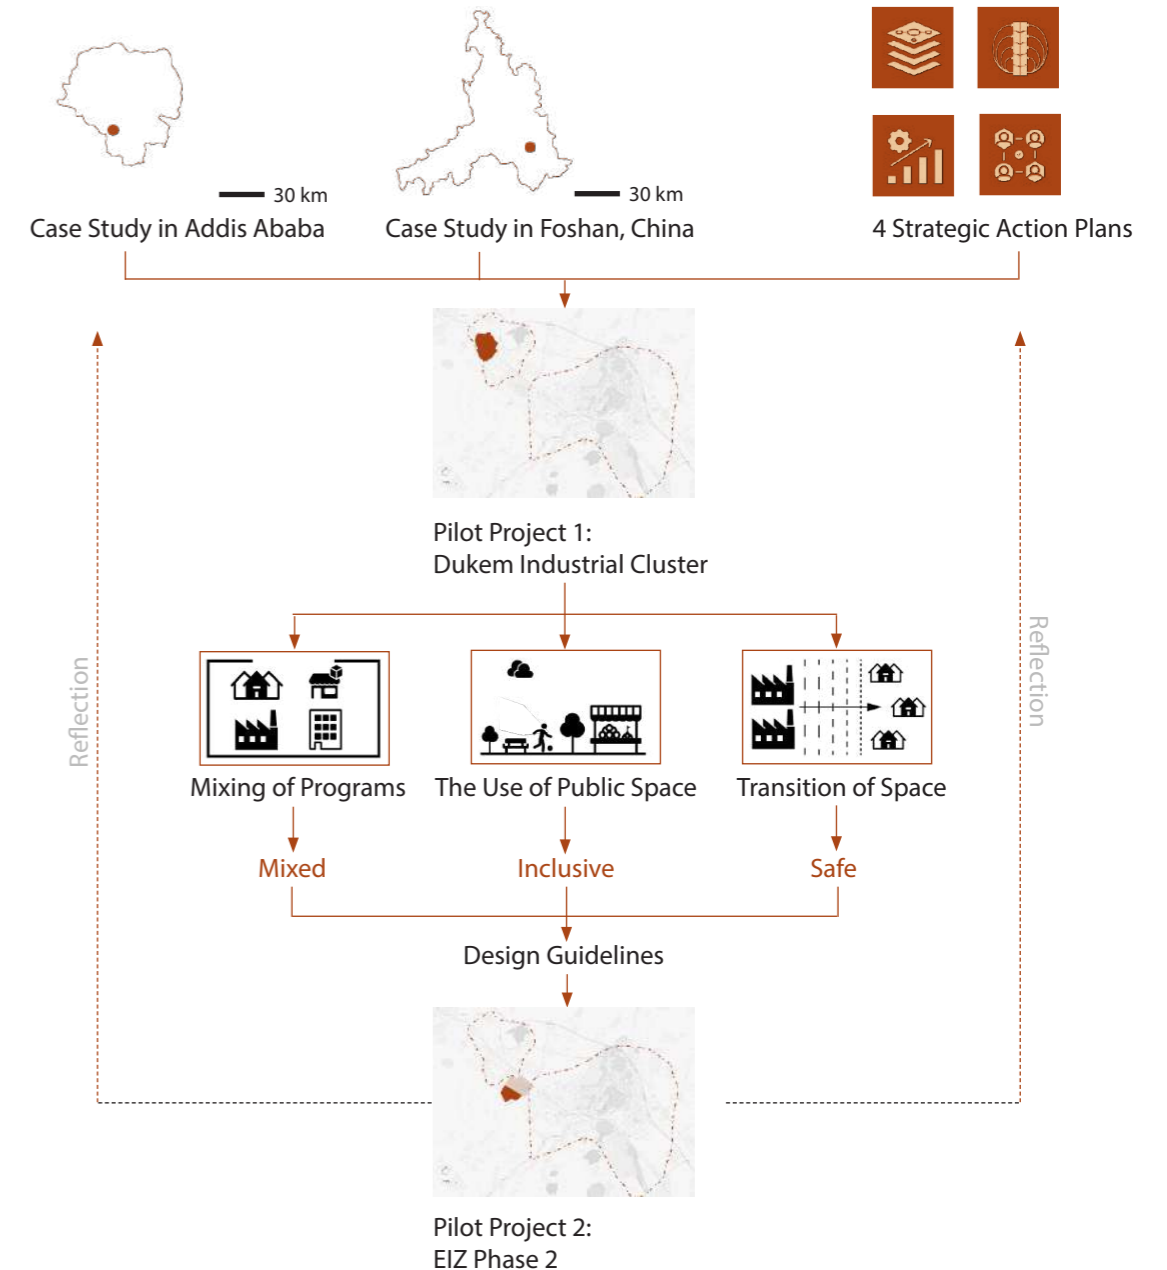 30 km
30 km
Case Study in Addis Ababa
Case Study in Foshan, China
4 Strategic Action Plans
Pilot Project 1:
Dukem Industrial Cluster
Reflection
Reflection
Mixing of Programs
The Use of Public Space
Transition of Space
Mixed
Inclusive
Safe
Design Guidelines
Pilot Project 2:
EIZ Phase 2